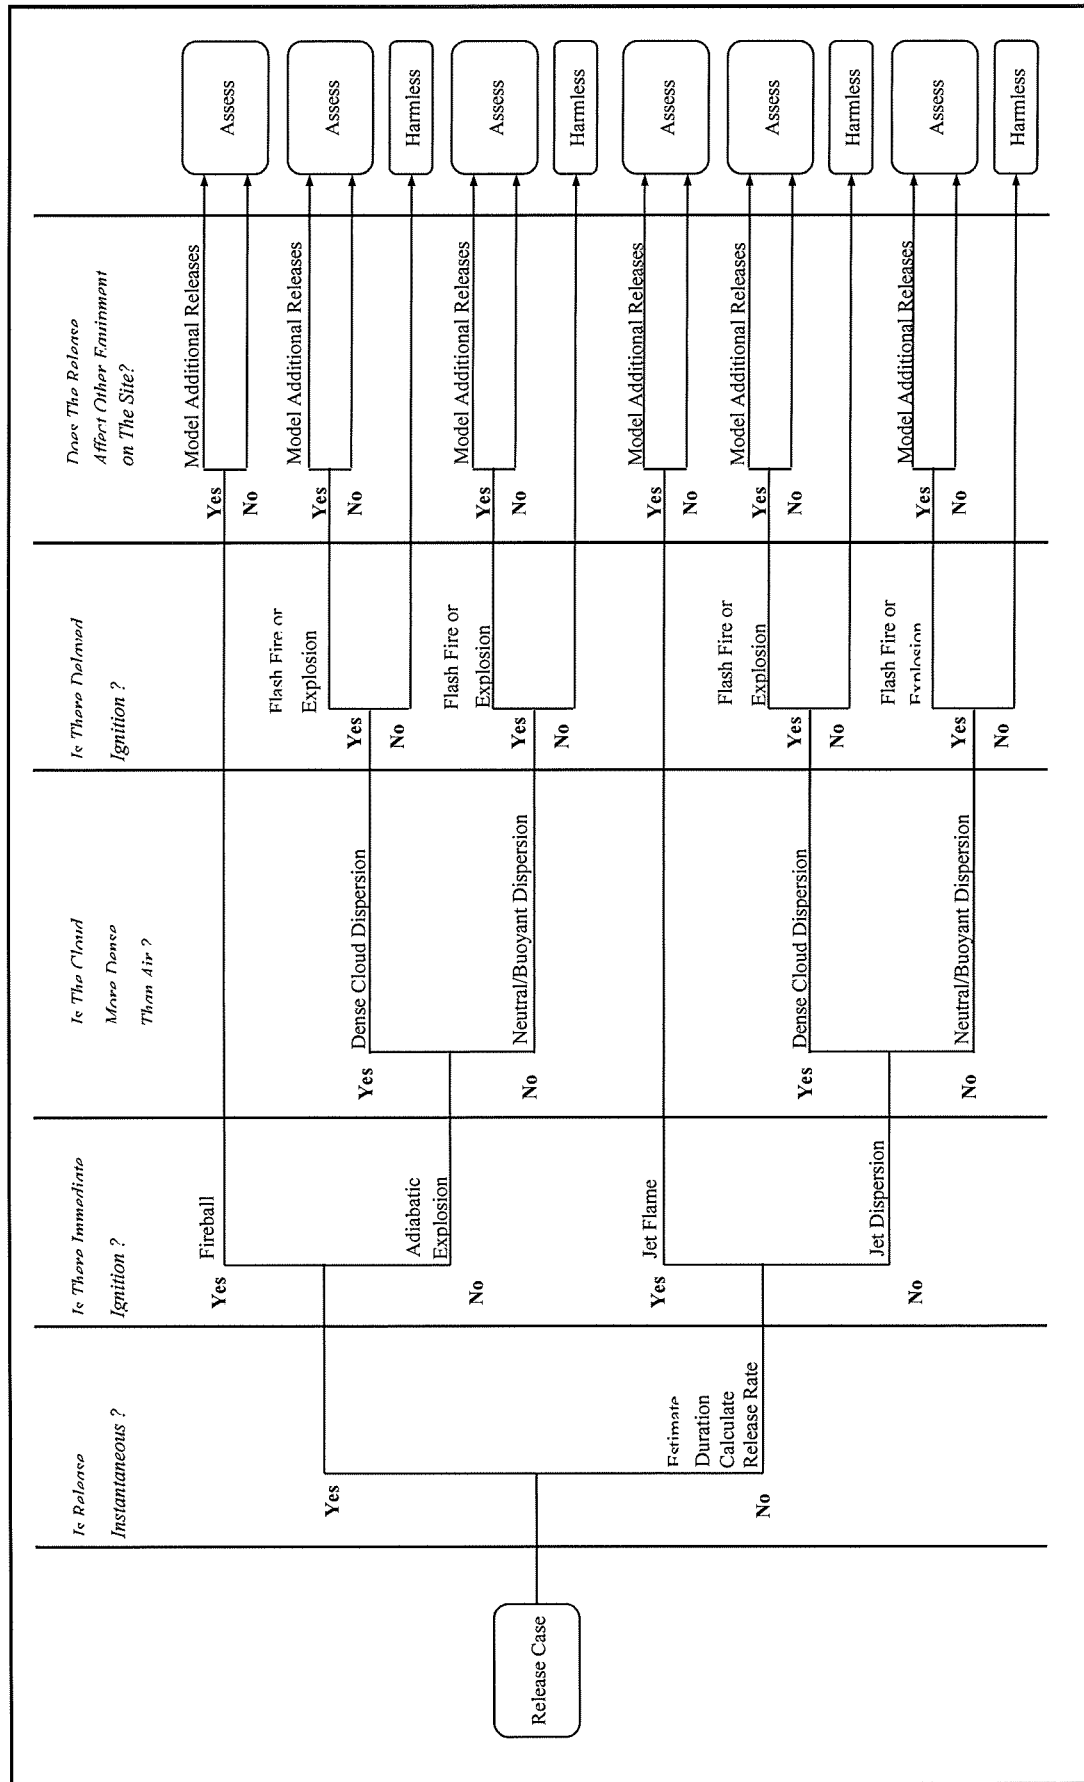 Release Case
Is Release
Instantaneous ?
Yes
No
Estimate
Duration
Calculate
Release Rate
Is There Immediate
Ignition ?
Yes
Fireball
No
Adiabatic
Explosion
Yes
Jet Flame
No
Jet Dispersion
Is The Cloud
More Dense
Than Air ?
Yes
Dense Cloud Dispersion
No
Neutral/Buoyant Dispersion
Yes
Dense Cloud Dispersion
No
Neutral/Buoyant Dispersion
Is There Delayed
Ignition ?
Flash Fire or
Explosion
Yes
No
Flash Fire or
Explosion
Yes
No
Flash Fire or
Explosion
Yes
No
Flash Fire or
Explosion
Yes
No
Does The Release
Affect Other Equipment
on The Site?
Yes
No
Model Additional Releases
Yes
No
Model Additional Releases
Yes
No
Model Additional Releases
Yes
No
Model Additional Releases
Yes
No
Model Additional Releases
Yes
No
Model Additional Releases
Assess
Assess
Harmless
Assess
Harmless
Assess
Assess
Harmless
Assess
Harmless